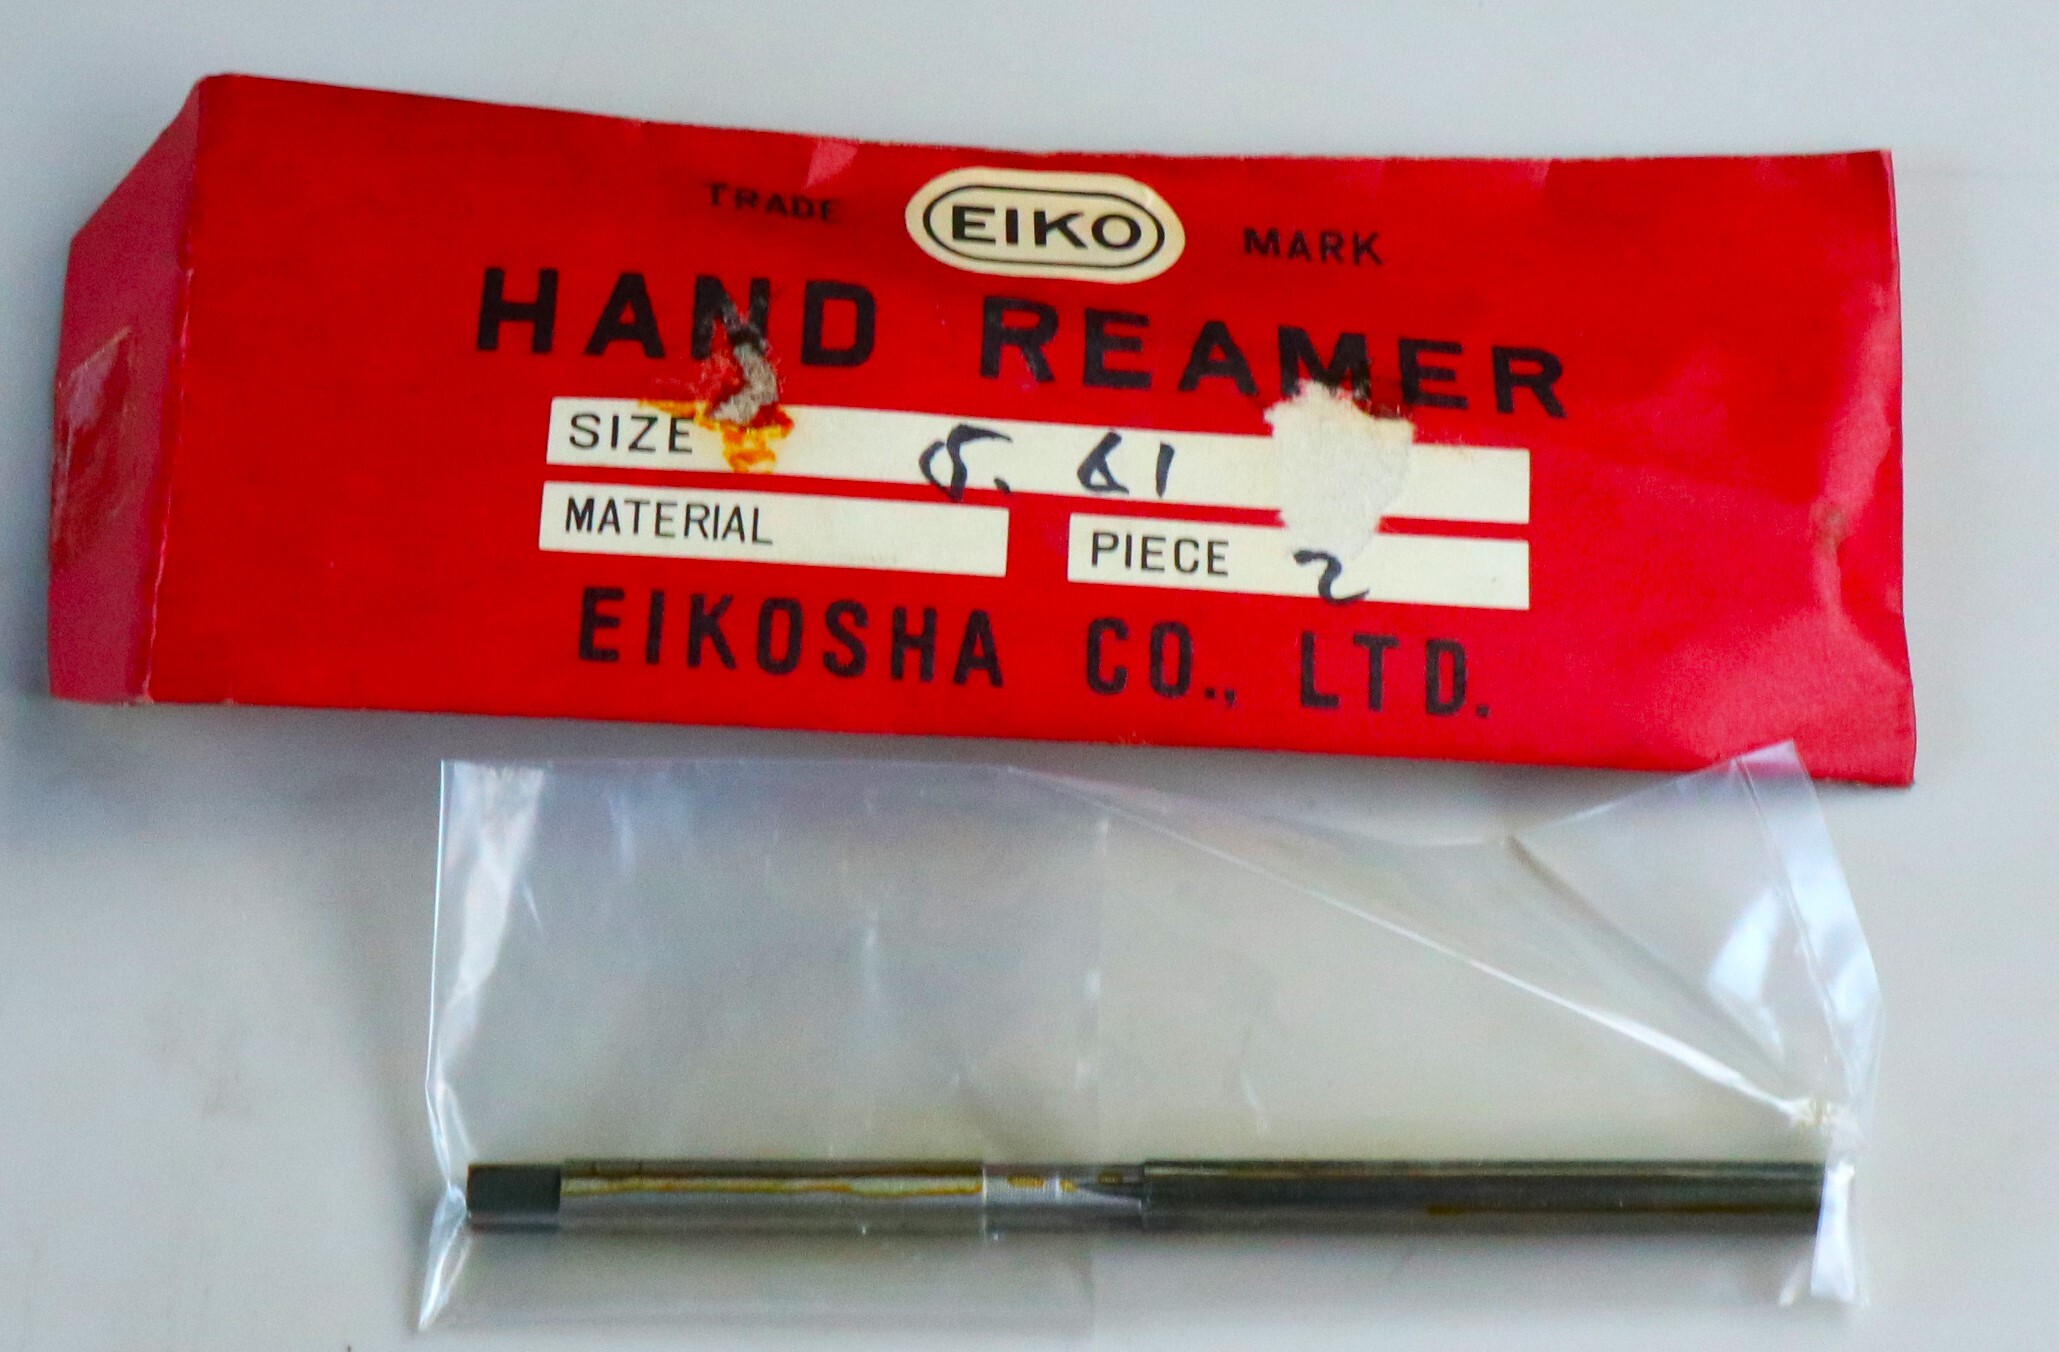 TRADE EIKO MARK
HAND REAMER
SIZE 5.61
MATERIAL PIECE 2
EIKOSHA CO., LTD.